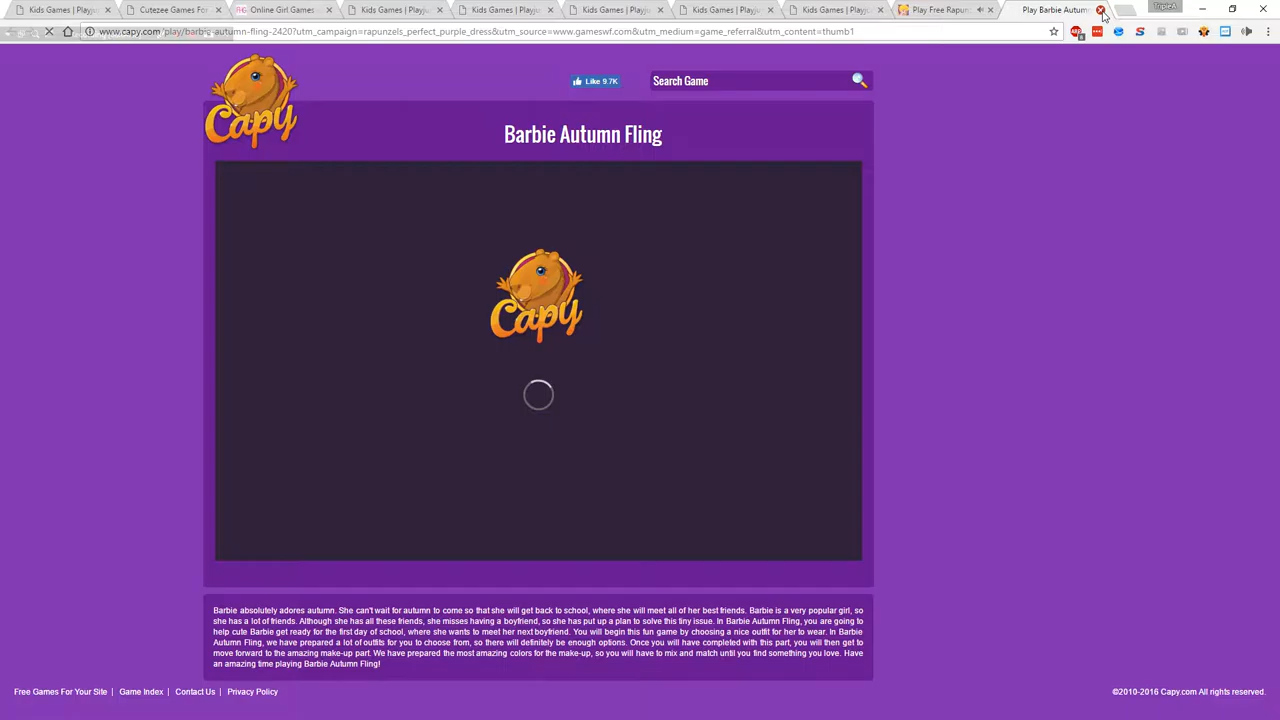 Kids Games | Playju
Cutezee Games For
Online Girl Games
Kids Games | Playju
Kids Games | Playju
Kids Games | Playju
Kids Games | Playju
Kids Games | Playju
Play Free Rapun
Play Barbie Autumn
TripleA
www.capy.com/play/barbie-autumn-fling-2420?utm_campaign=rapunzel_perfect_purple_dress&utm_source=www.gameswf.com&utm_medium=game_referral&utm_content=thumb1
Capy
Like 9.7K
Search Game
Barbie Autumn Fling
Capy
Barbie absolutely adores autumn. She can't wait for autumn to come so that she will get back to school, where she will meet all of her best friends. Barbie is a very popular girl, so
she has a lot of friends. Although she has all these friends, she misses having a boyfriend, so she has put up a plan to solve this tiny issue. In Barbie Autumn Fling, you are going to
help cute Barbie get ready for the first day of school, where she wants to meet her next boyfriend. You will begin this fun game by choosing a nice outfit for her to wear. In Barbie
Autumn Fling, we have prepared a lot of outfits for you to choose from, so there will definitely be enough options. Once you will have completed with this part, you will then get to
move forward to the amazing make-up part. We have prepared the most amazing colors for the make-up, so you will have to mix and match until you find something you love. Have
an amazing time playing Barbie Autumn Fling!
Free Games For Your Site | Game Index | Contact Us | Privacy Policy
©2010-2016 Capy.com All rights reserved.